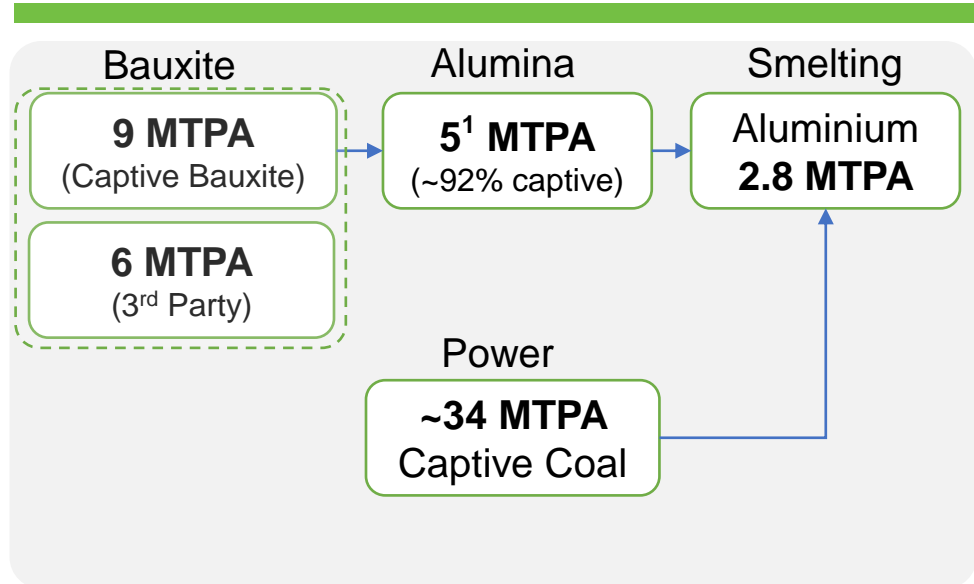 Bauxite
9 MTPA
(Captive Bauxite)
6 MTPA
(3rd Party)
Alumina
5¹ MTPA
(~92% captive)
Smelting
Aluminium
2.8 MTPA
Power
~34 MTPA
Captive Coal